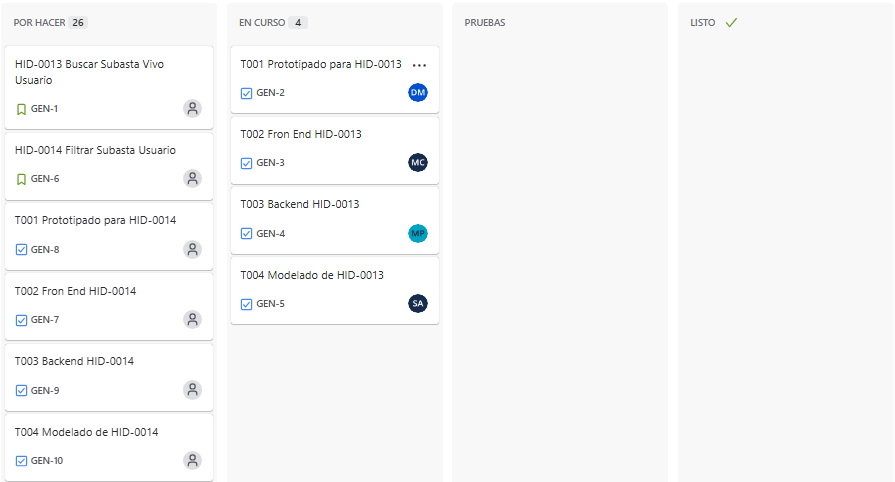 POR HACER 26
HID-0013 Buscar Subasta Vivo
Usuario
GEN-1
HID-0014 Filtrar Subasta Usuario
GEN-6
T001 Prototipado para HID-0014
GEN-8
T002 Fron End HID-0014
GEN-7
T003 Backend HID-0014
GEN-9
T004 Modelado de HID-0014
GEN-10
EN CURSO 4
T001 Prototipado para HID-0013
GEN-2
DM
T002 Fron End HID-0013
GEN-3
MC
T003 Backend HID-0013
GEN-4
MP
T004 Modelado de HID-0013
GEN-5
SA
PRUEBAS
LISTO